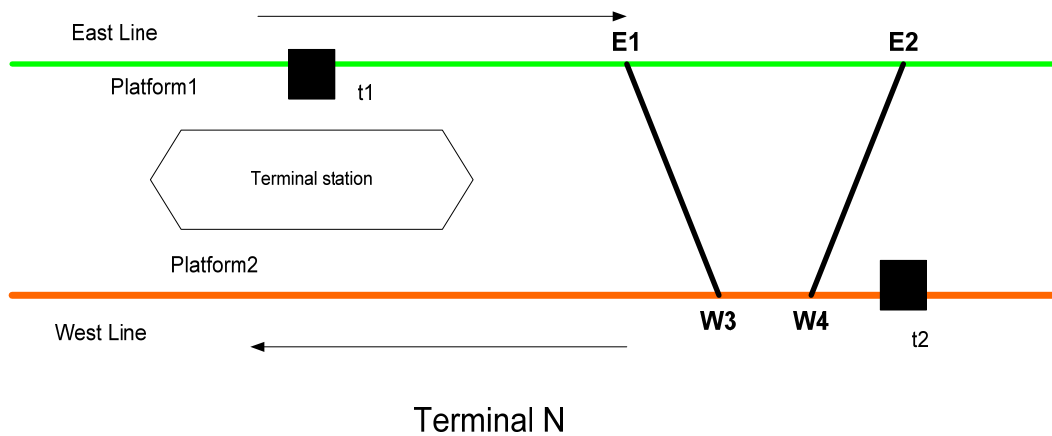 East Line
E1
E2
Platform1
t1
Terminal station
Platform2
West Line
W3
W4
t2
Terminal N